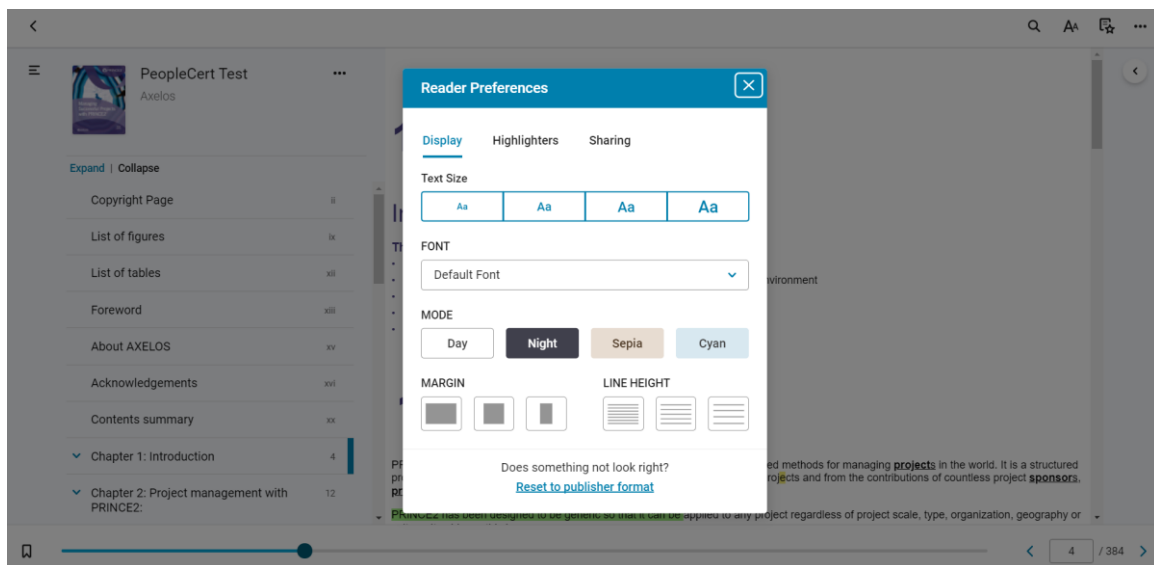 PeopleCert Test
Axelos
Expand | Collapse
Copyright Page ii
List of figures ix
List of tables xii
Foreword xiii
About AXELOS xv
Acknowledgements xvi
Contents summary xx
Chapter 1: Introduction 4
Chapter 2: Project management with 12
PRINCE2:
Reader Preferences
Display Highlighters Sharing
Text Size
Aa Aa Aa Aa
FONT
Default Font
MODE
Day Night Sepia Cyan
MARGIN LINE HEIGHT
Does something not look right?
Reset to publisher format
ed methods for managing projects in the world. It is a structured
and from the contributions of countless project sponsors,
PRINCE2 has been designed to be generic so that it can be applied to any project regardless of project scale, type, organization, geography or
4 / 384